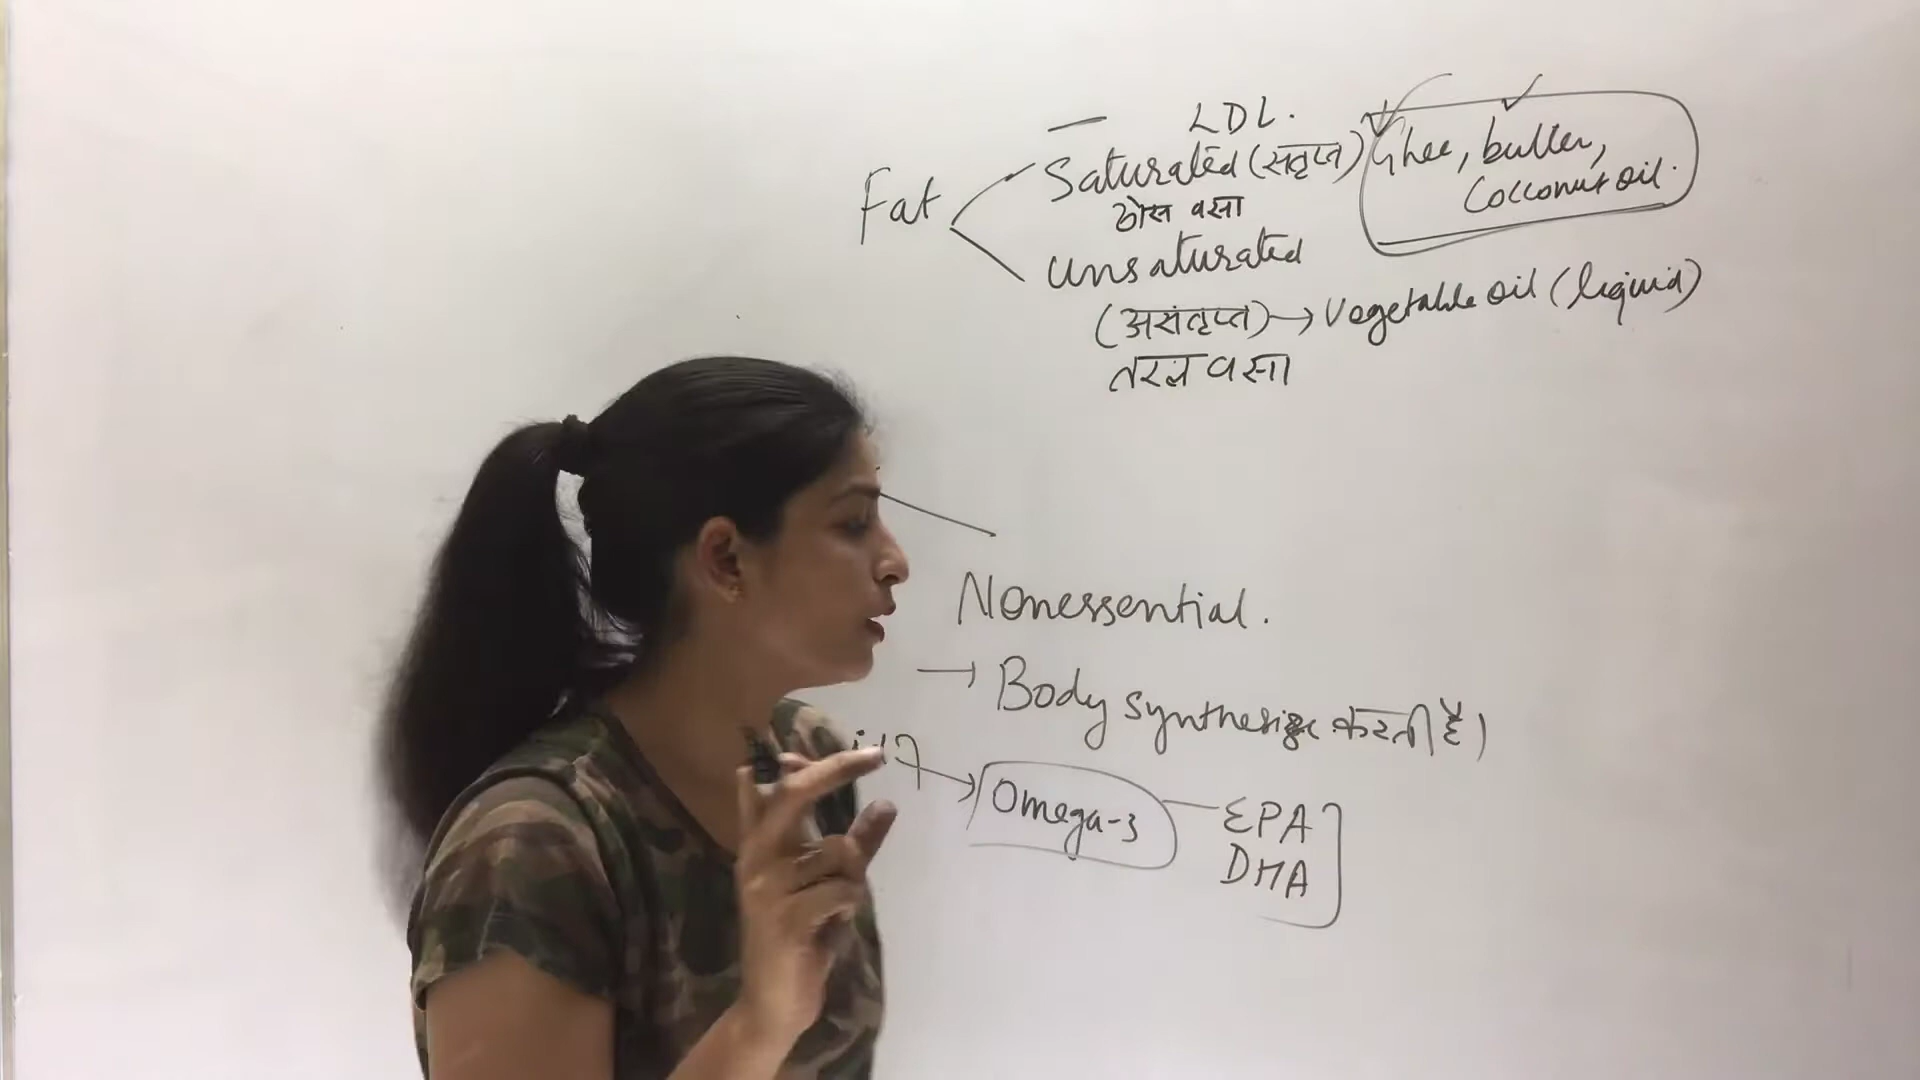 LDL.
Fat
Saturated (संतृप्त) Ghee, butter,
Cocconut oil.
ठोस वसा
Unsaturated
(असंतृप्त) → Vegetable oil (liquid)
तरल वसा
Nonessential.
→ Body synthesize करती है।
→ Omega-3 — EPA
DHA